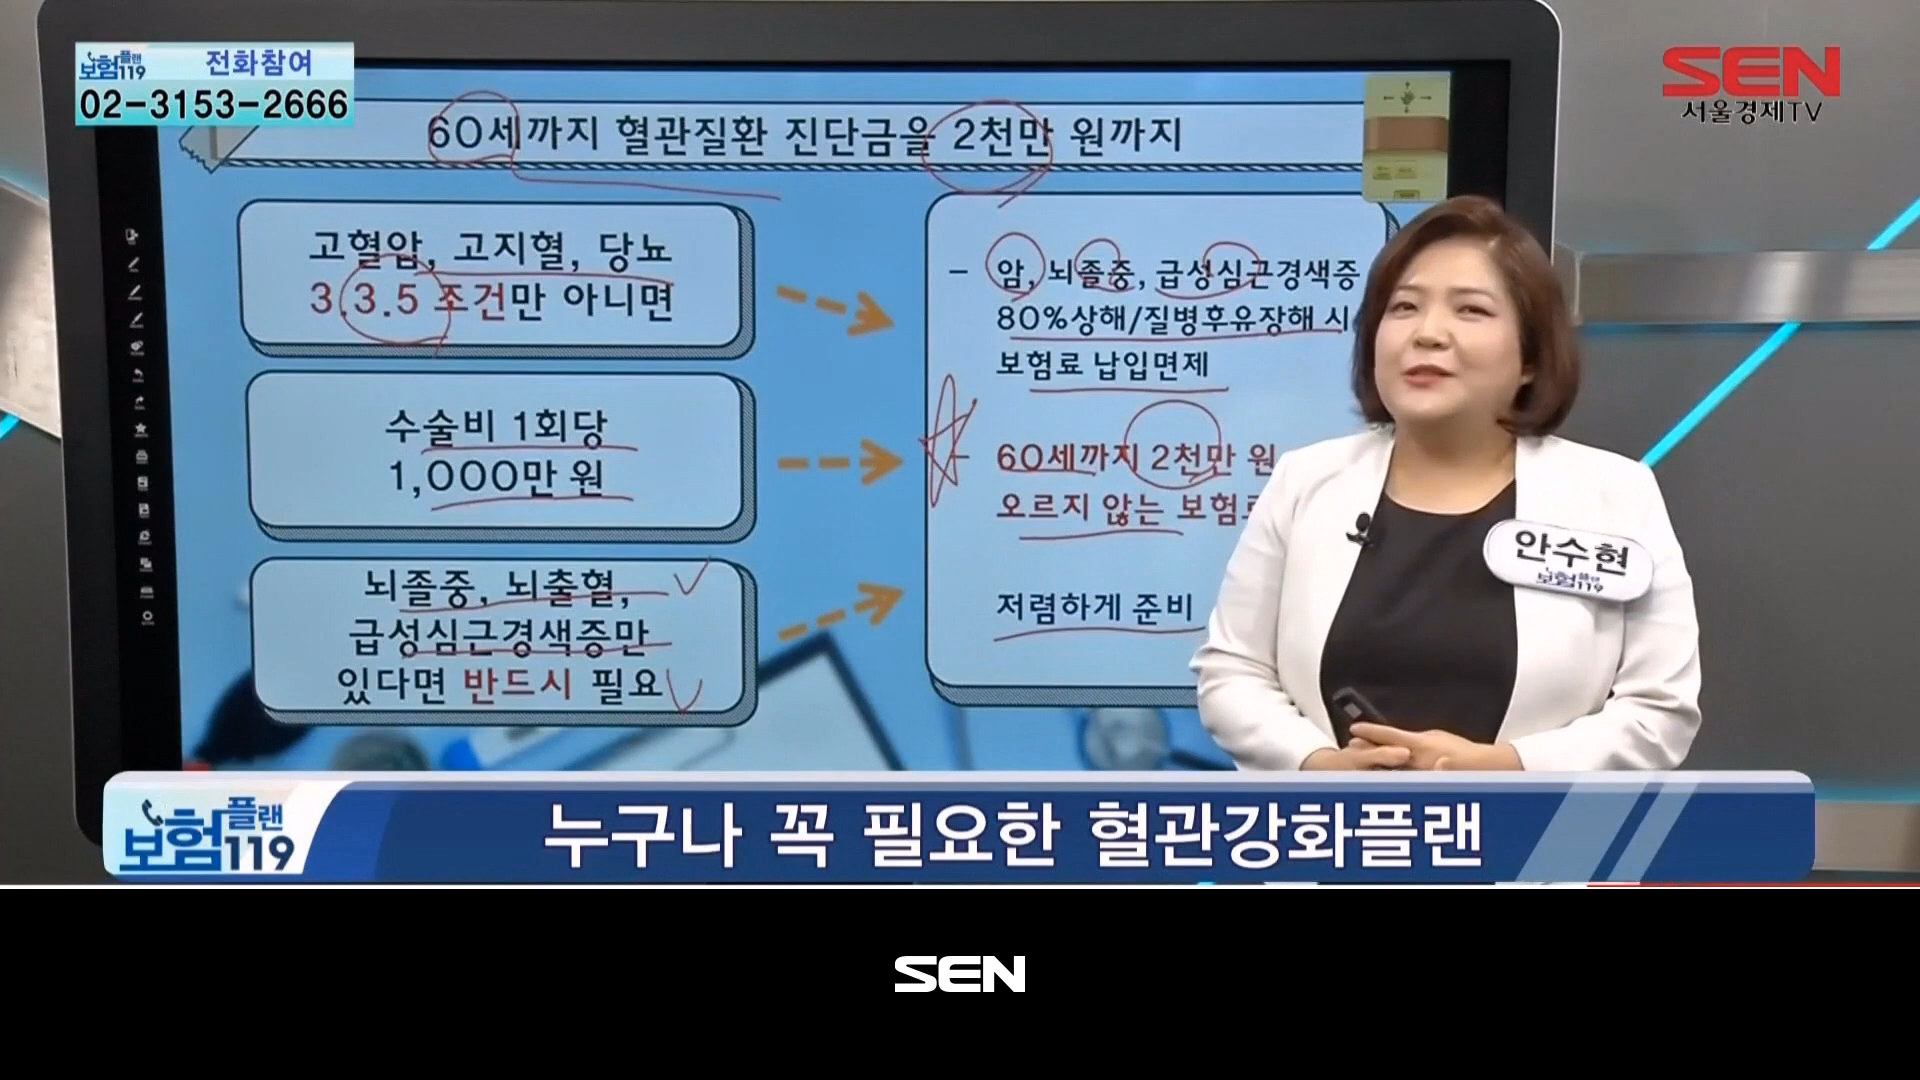 보험플랜119 전화참여
02-3153-2666
SEN
서울경제TV
60세까지 혈관질환 진단금을 2천만 원까지
고혈압, 고지혈, 당뇨
3.3.5 조건만 아니면
수술비 1회당
1,000만 원
뇌졸중, 뇌출혈,
급성심근경색증만
있다면 반드시 필요
- 암, 뇌졸중, 급성심근경색증
80%상해/질병후유장해 시
보험료 납입면제
- 60세까지 2천만 원
오르지 않는
저렴하게 준비
안수현
보험플랜119
보험플랜119
누구나 꼭 필요한 혈관강화플랜
SEN